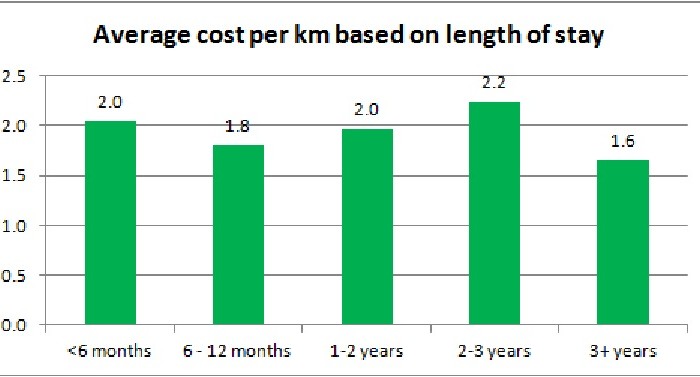 Average cost per km based on length of stay
2.5
2.0
1.5
1.0
0.5
0.0
2.0
1.8
2.0
2.2
1.6
<6 months
6 - 12 months
1-2 years
2-3 years
3+ years